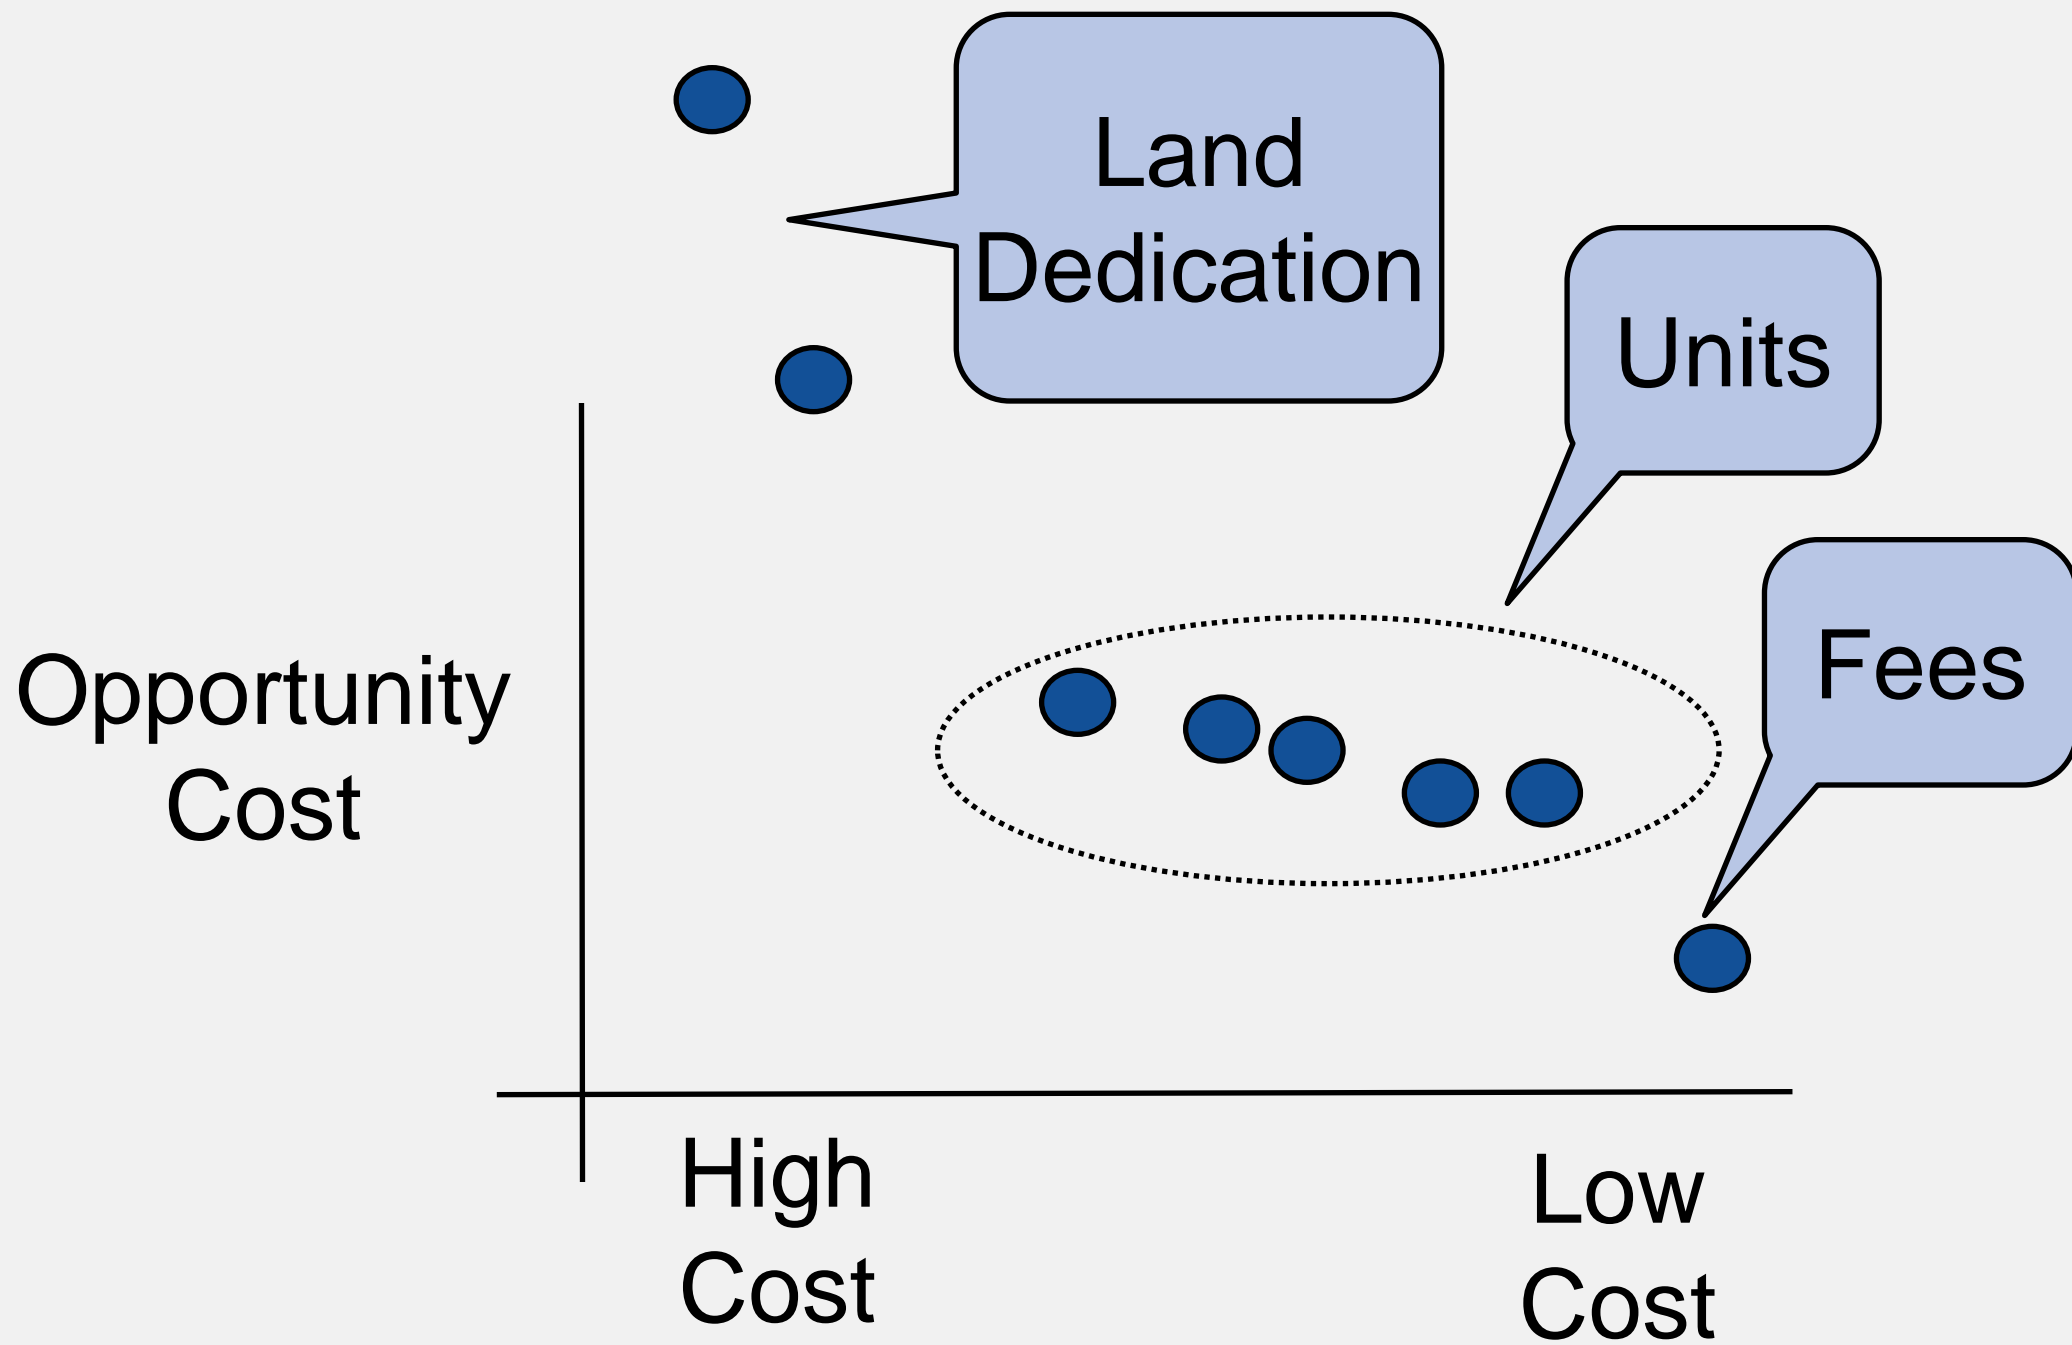 Land
Dedication
Units
Fees
Opportunity
Cost
High
Cost
Low
Cost